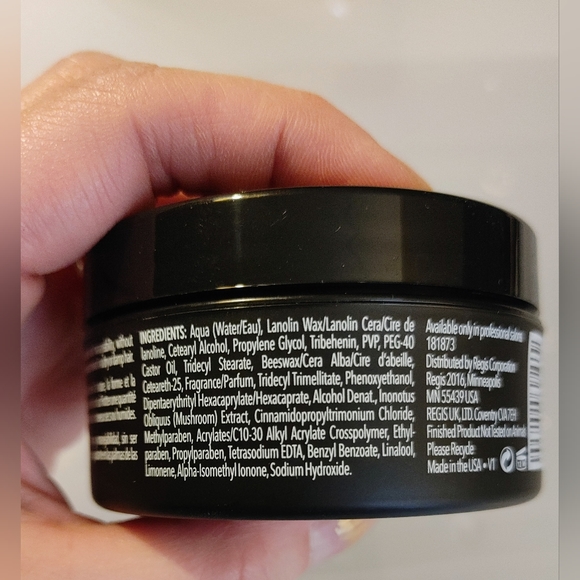 INGREDIENTS: Aqua (Water/Eau), Lanolin Wax/Lanolin Cera/Cire de
lanoline, Cetearyl Alcohol, Propylene Glycol, Tribehenin, PVP, PEG-40
Castor Oil, Tridecyl Stearate, Beeswax/Cera Alba/Cire d'abeille,
Ceteareth-25, Fragrance/Parfum, Tridecyl Trimellitate, Phenoxyethanol,
Dipentaerythrityl Hexacaprylate/Hexacaprate, Alcohol Denat., Inonotus
Obliquus (Mushroom) Extract, Cinnamidopropyltrimonium Chloride,
Methylparaben, Acrylates/C10-30 Alkyl Acrylate Crosspolymer, Ethyl-
paraben, Propylparaben, Tetrasodium EDTA, Benzyl Benzoate, Linalool,
Limonene, Alpha-Isomethyl Ionone, Sodium Hydroxide.
Available only in professional salons
181873
Distributed by Regis Corporation
Regis 2016, Minneapolis
MN 55439 USA
REGIS UK, LTD. Coventry CV4 7EH
Finished Product Not Tested on Animals
Please Recycle
Made in the USA • V1
without